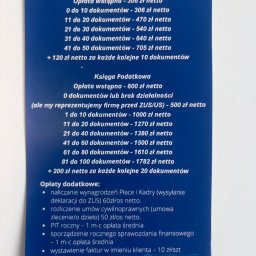 Opłata wstępna - 306 zł netto
0 do 10 dokumentów - 306 zł netto
11 do 20 dokumentów - 470 zł netto
21 do 30 dokumentów - 540 zł netto
31 do 40 dokumentów - 640 zł netto
41 do 50 dokumentów - 705 zł netto
+ 120 zł netto za każde kolejne 10 dokumentów
Księga Podatkowa
Opłata wstępna - 800 zł netto
0 dokumentów lub brak działalności
(ale my reprezentujemy firmę przed ZUS/US) - 500 zł netto
1 do 10 dokumentów - 1000 zł netto
11 do 20 dokumentów - 1270 zł netto
21 do 40 dokumentów - 1380 zł netto
41 do 60 dokumentów - 1500 zł netto
61 do 80 dokumentów - 1610 zł netto
81 do 100 dokumentów - 1782 zł netto
+ 200 zł netto za każde kolejne 20 dokumentów
Opłaty dodatkowe:
• naliczanie wynagrodzeń Płace i Kadry (wysyłanie
deklaracji do ZUS) 60zł/os netto.
• rozliczenie umów cywilnoprawnych (umowa
zlecenie/o dzieło) 50 zł/os netto.
• PIT roczny – 1 m-c opłata średnia
• sporządzenie rocznego sprawozdania finansowego
– 1 m-c opłata średnia
• wystawienie faktur w imieniu klienta – 10 zł/szt